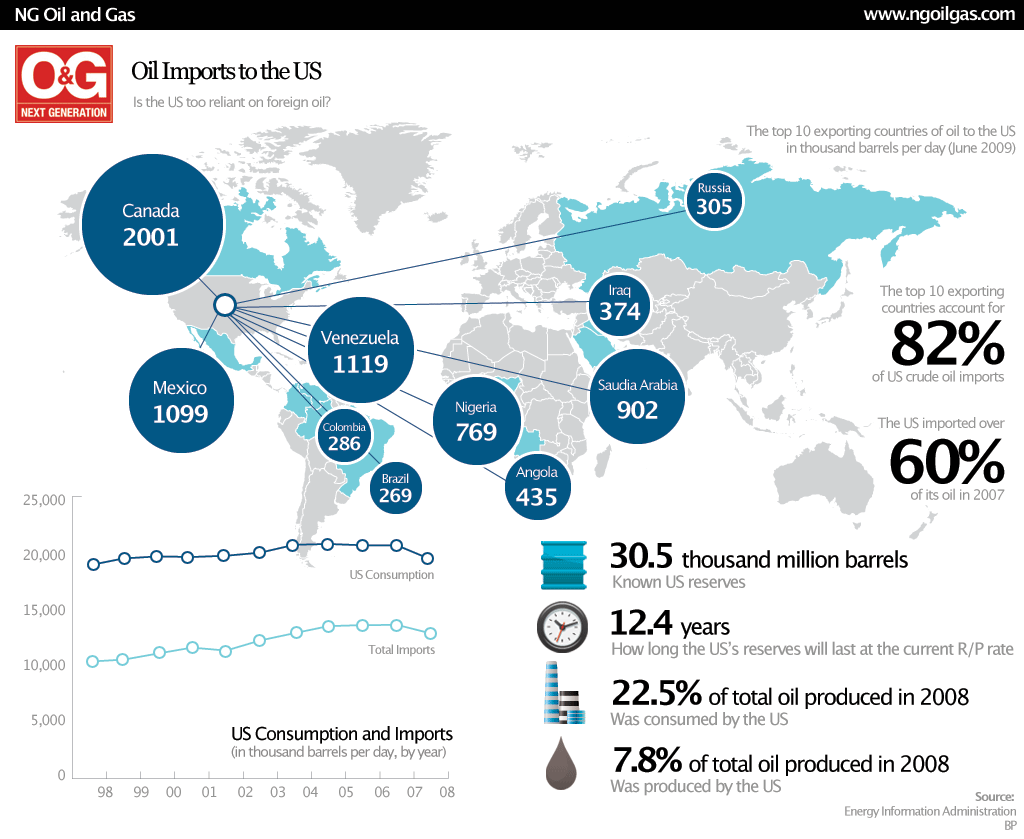 NG Oil and Gas
www.ngoilgas.com
O&G
NEXT GENERATION
Oil Imports to the US
Is the US too reliant on foreign oil?
The top 10 exporting countries of oil to the US
in thousand barrels per day (June 2009)
Canada
2001
Russia
305
Iraq
374
Venezuela
1119
Mexico
1099
Saudia Arabia
902
Nigeria
769
Colombia
286
Brazil
269
Angola
435
The top 10 exporting
countries account for
82%
of US crude oil imports
The US imported over
60%
of its oil in 2007
25,000
20,000
15,000
10,000
5,000
0
US Consumption
Total Imports
US Consumption and Imports
(in thousand barrels per day, by year)
98 99 00 01 02 03 04 05 06 07 08
30.5 thousand million barrels
Known US reserves
12.4 years
How long the US's reserves will last at the current R/P rate
22.5% of total oil produced in 2008
Was consumed by the US
7.8% of total oil produced in 2008
Was produced by the US
Source:
Energy Information Administration
BP